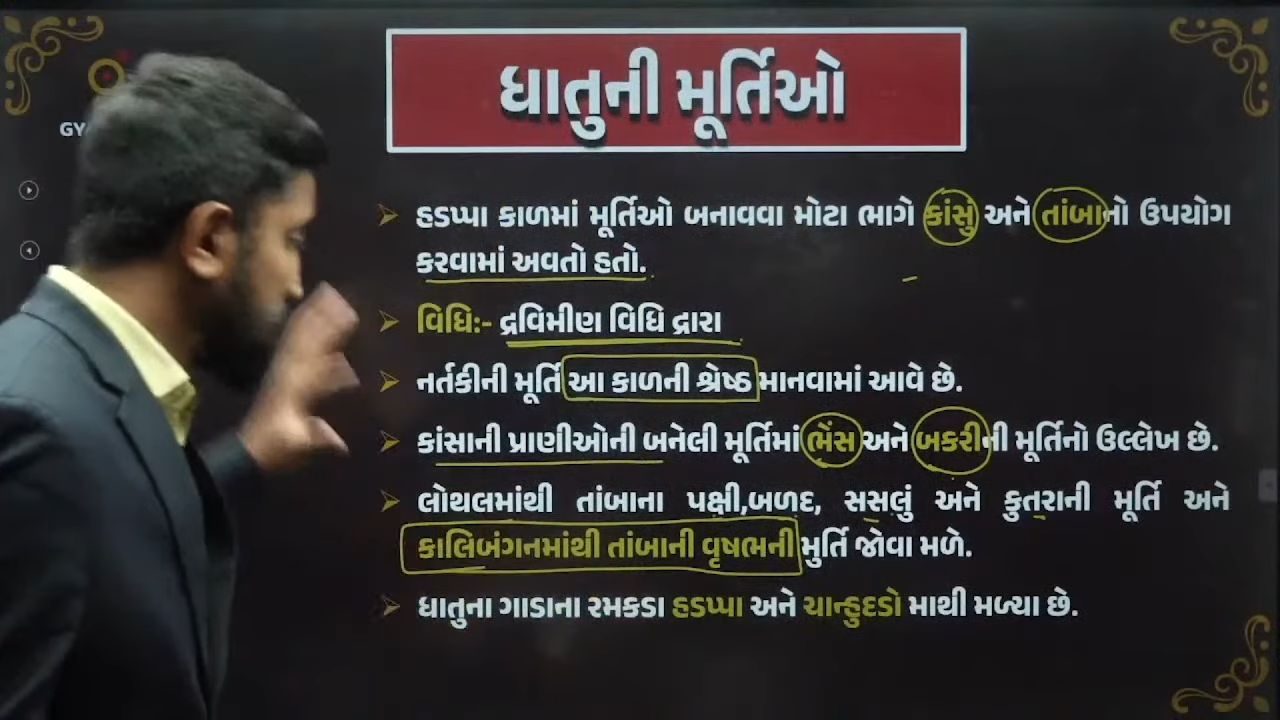 ધાતુની મૂર્તિઓ
GY
હડપ્પા કાળમાં મૂર્તિઓ બનાવવા મોટા ભાગે કાંસું અને તાંબાનો ઉપયોગ
કરવામાં અવતો હતો.
વિધિ:- દ્રવિમીણ વિધિ દ્રારા
નર્તકીની મૂર્તિ આ કાળની શ્રેષ્ઠ માનવામાં આવે છે.
કાંસાની પ્રાણીઓની બનેલી મૂર્તિમાં ભેંસ અને બકરીની મૂર્તિનો ઉલ્લેખ છે.
લોથલમાંથી તાંબાના પક્ષી,બળદ, સસલું અને કુતરાની મૂર્તિ અને
કાલિબંગનમાંથી તાંબાની વૃષભની મુર્તિ જોવા મળે.
ધાતુના ગાડાના રમકડા હડપ્પા અને ચાન્હુદડો માથી મળ્યા છે.